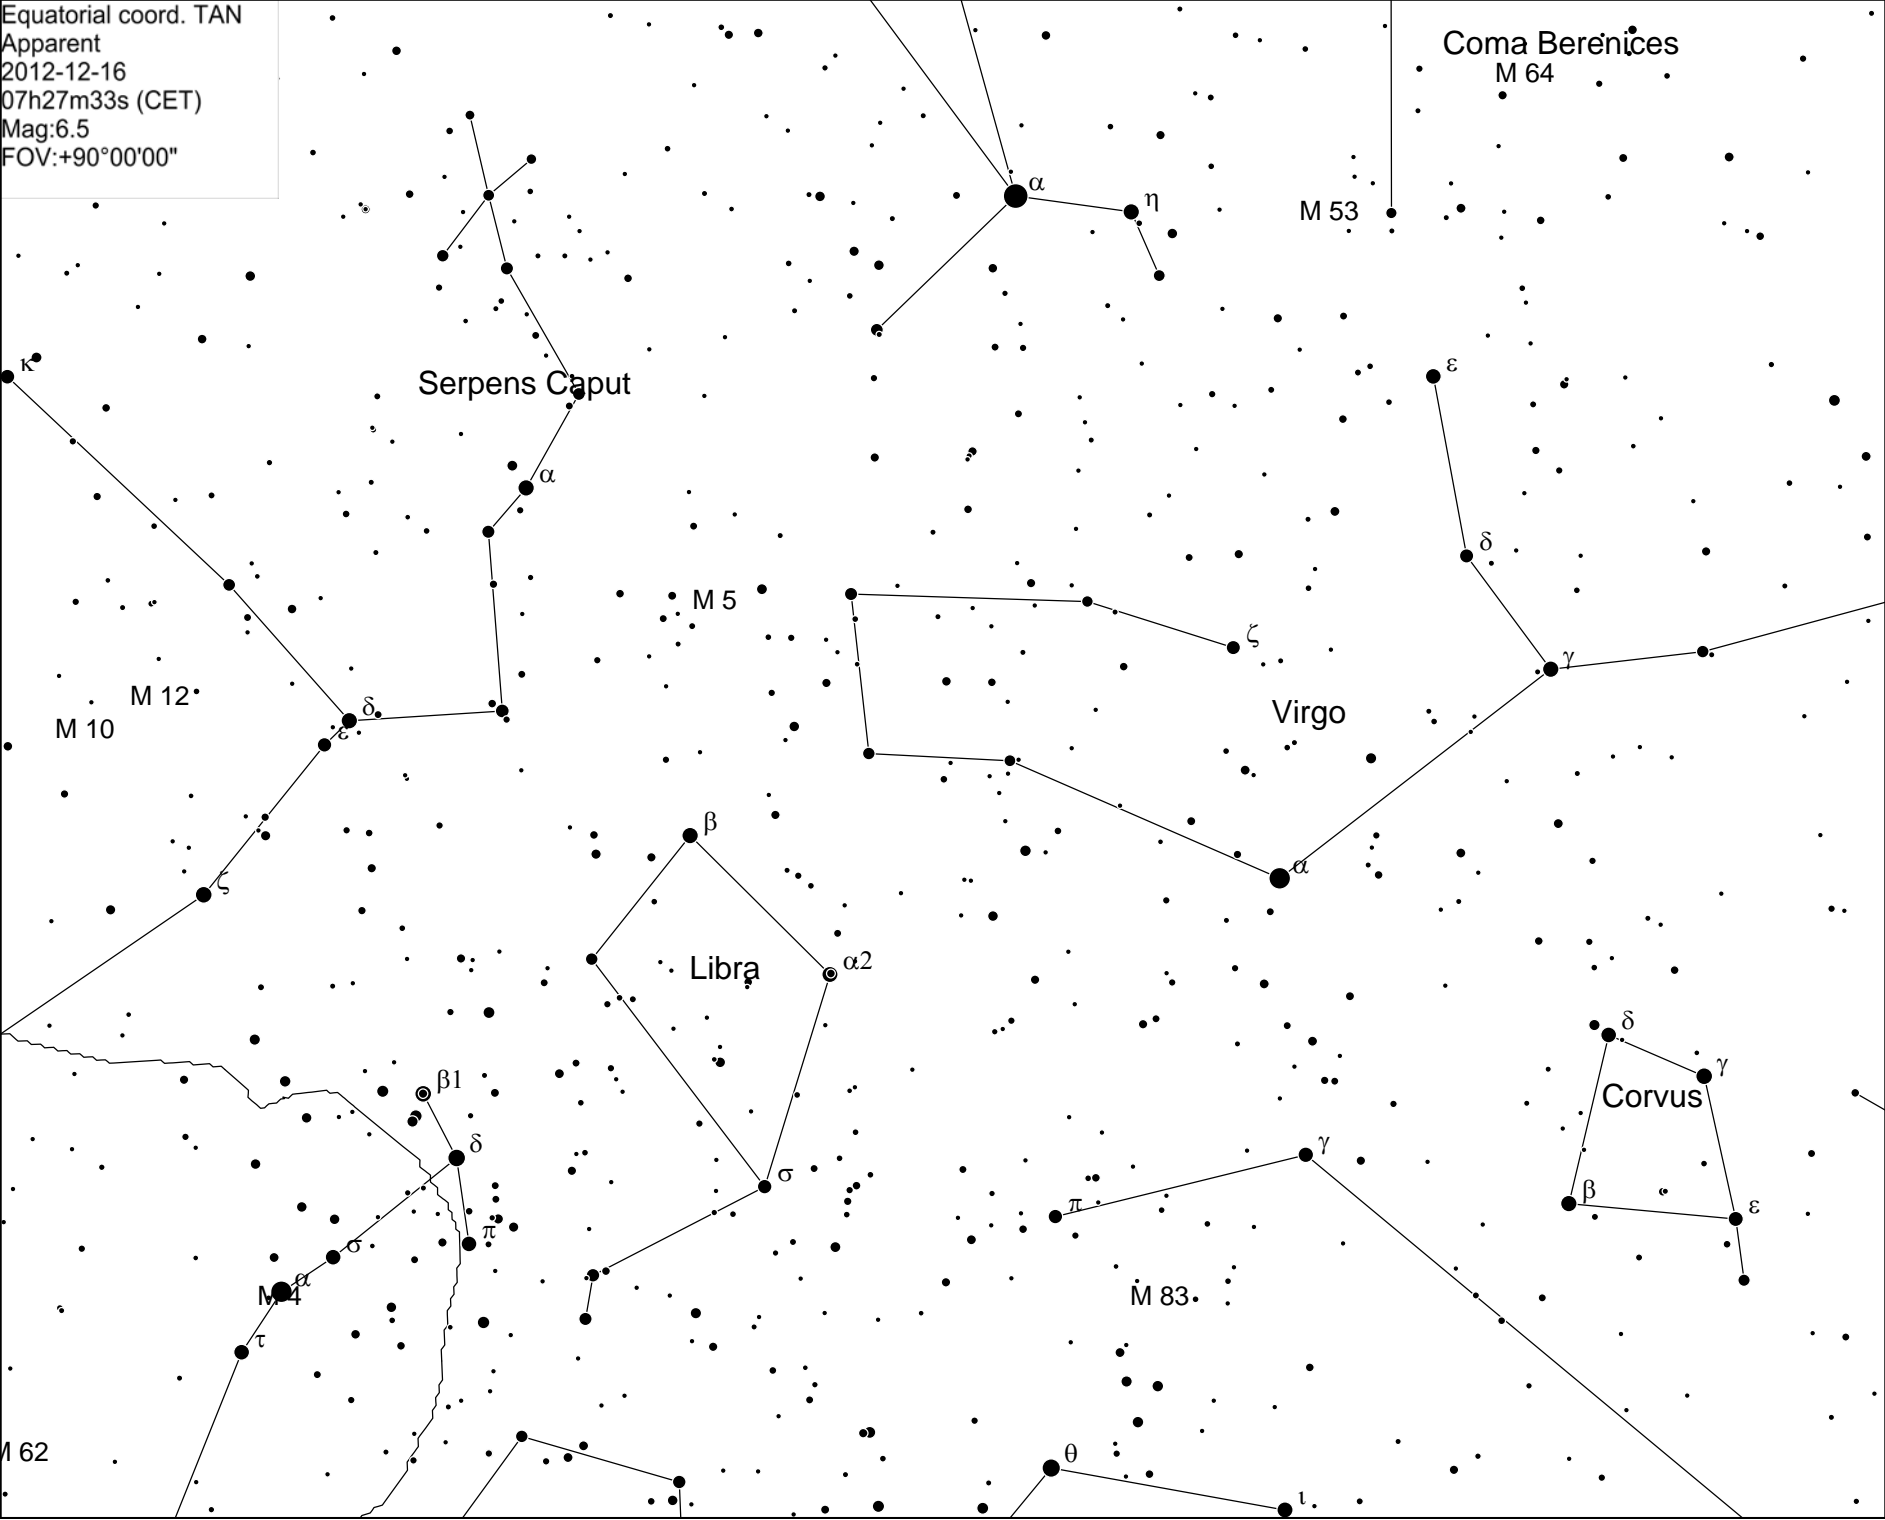 Equatorial coord. TAN
Apparent
2012-12-16
07h27m33s (CET)
Mag:6.5
FOV:+90°00'00"
Coma Berenices
M 64
α
η
M 53
κ
ε
Serpens Caput
α
δ
M 5
ζ
γ
M 12
δ
Virgo
M 10
ε
β
α
ζ
Libra
α2
δ
γ
β1
Corvus
δ
γ
σ
β
π
ε
π
σ
α
M 4
M 83
τ
M 62
θ
ι